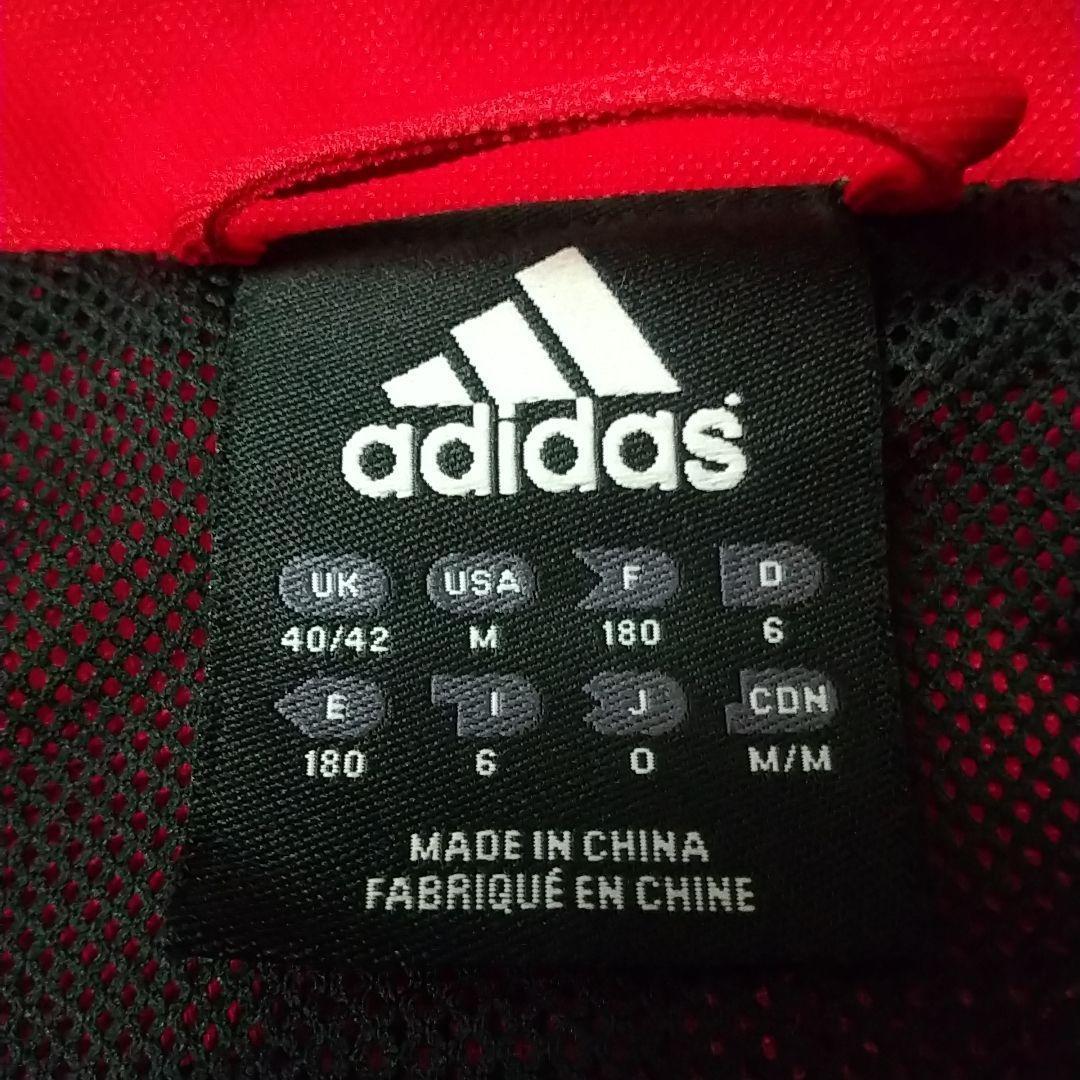 adidas
UK USA F D
40/42 M 180 6
E I J CDN
180 6 O M/M
MADE IN CHINA
FABRIQUÉ EN CHINE